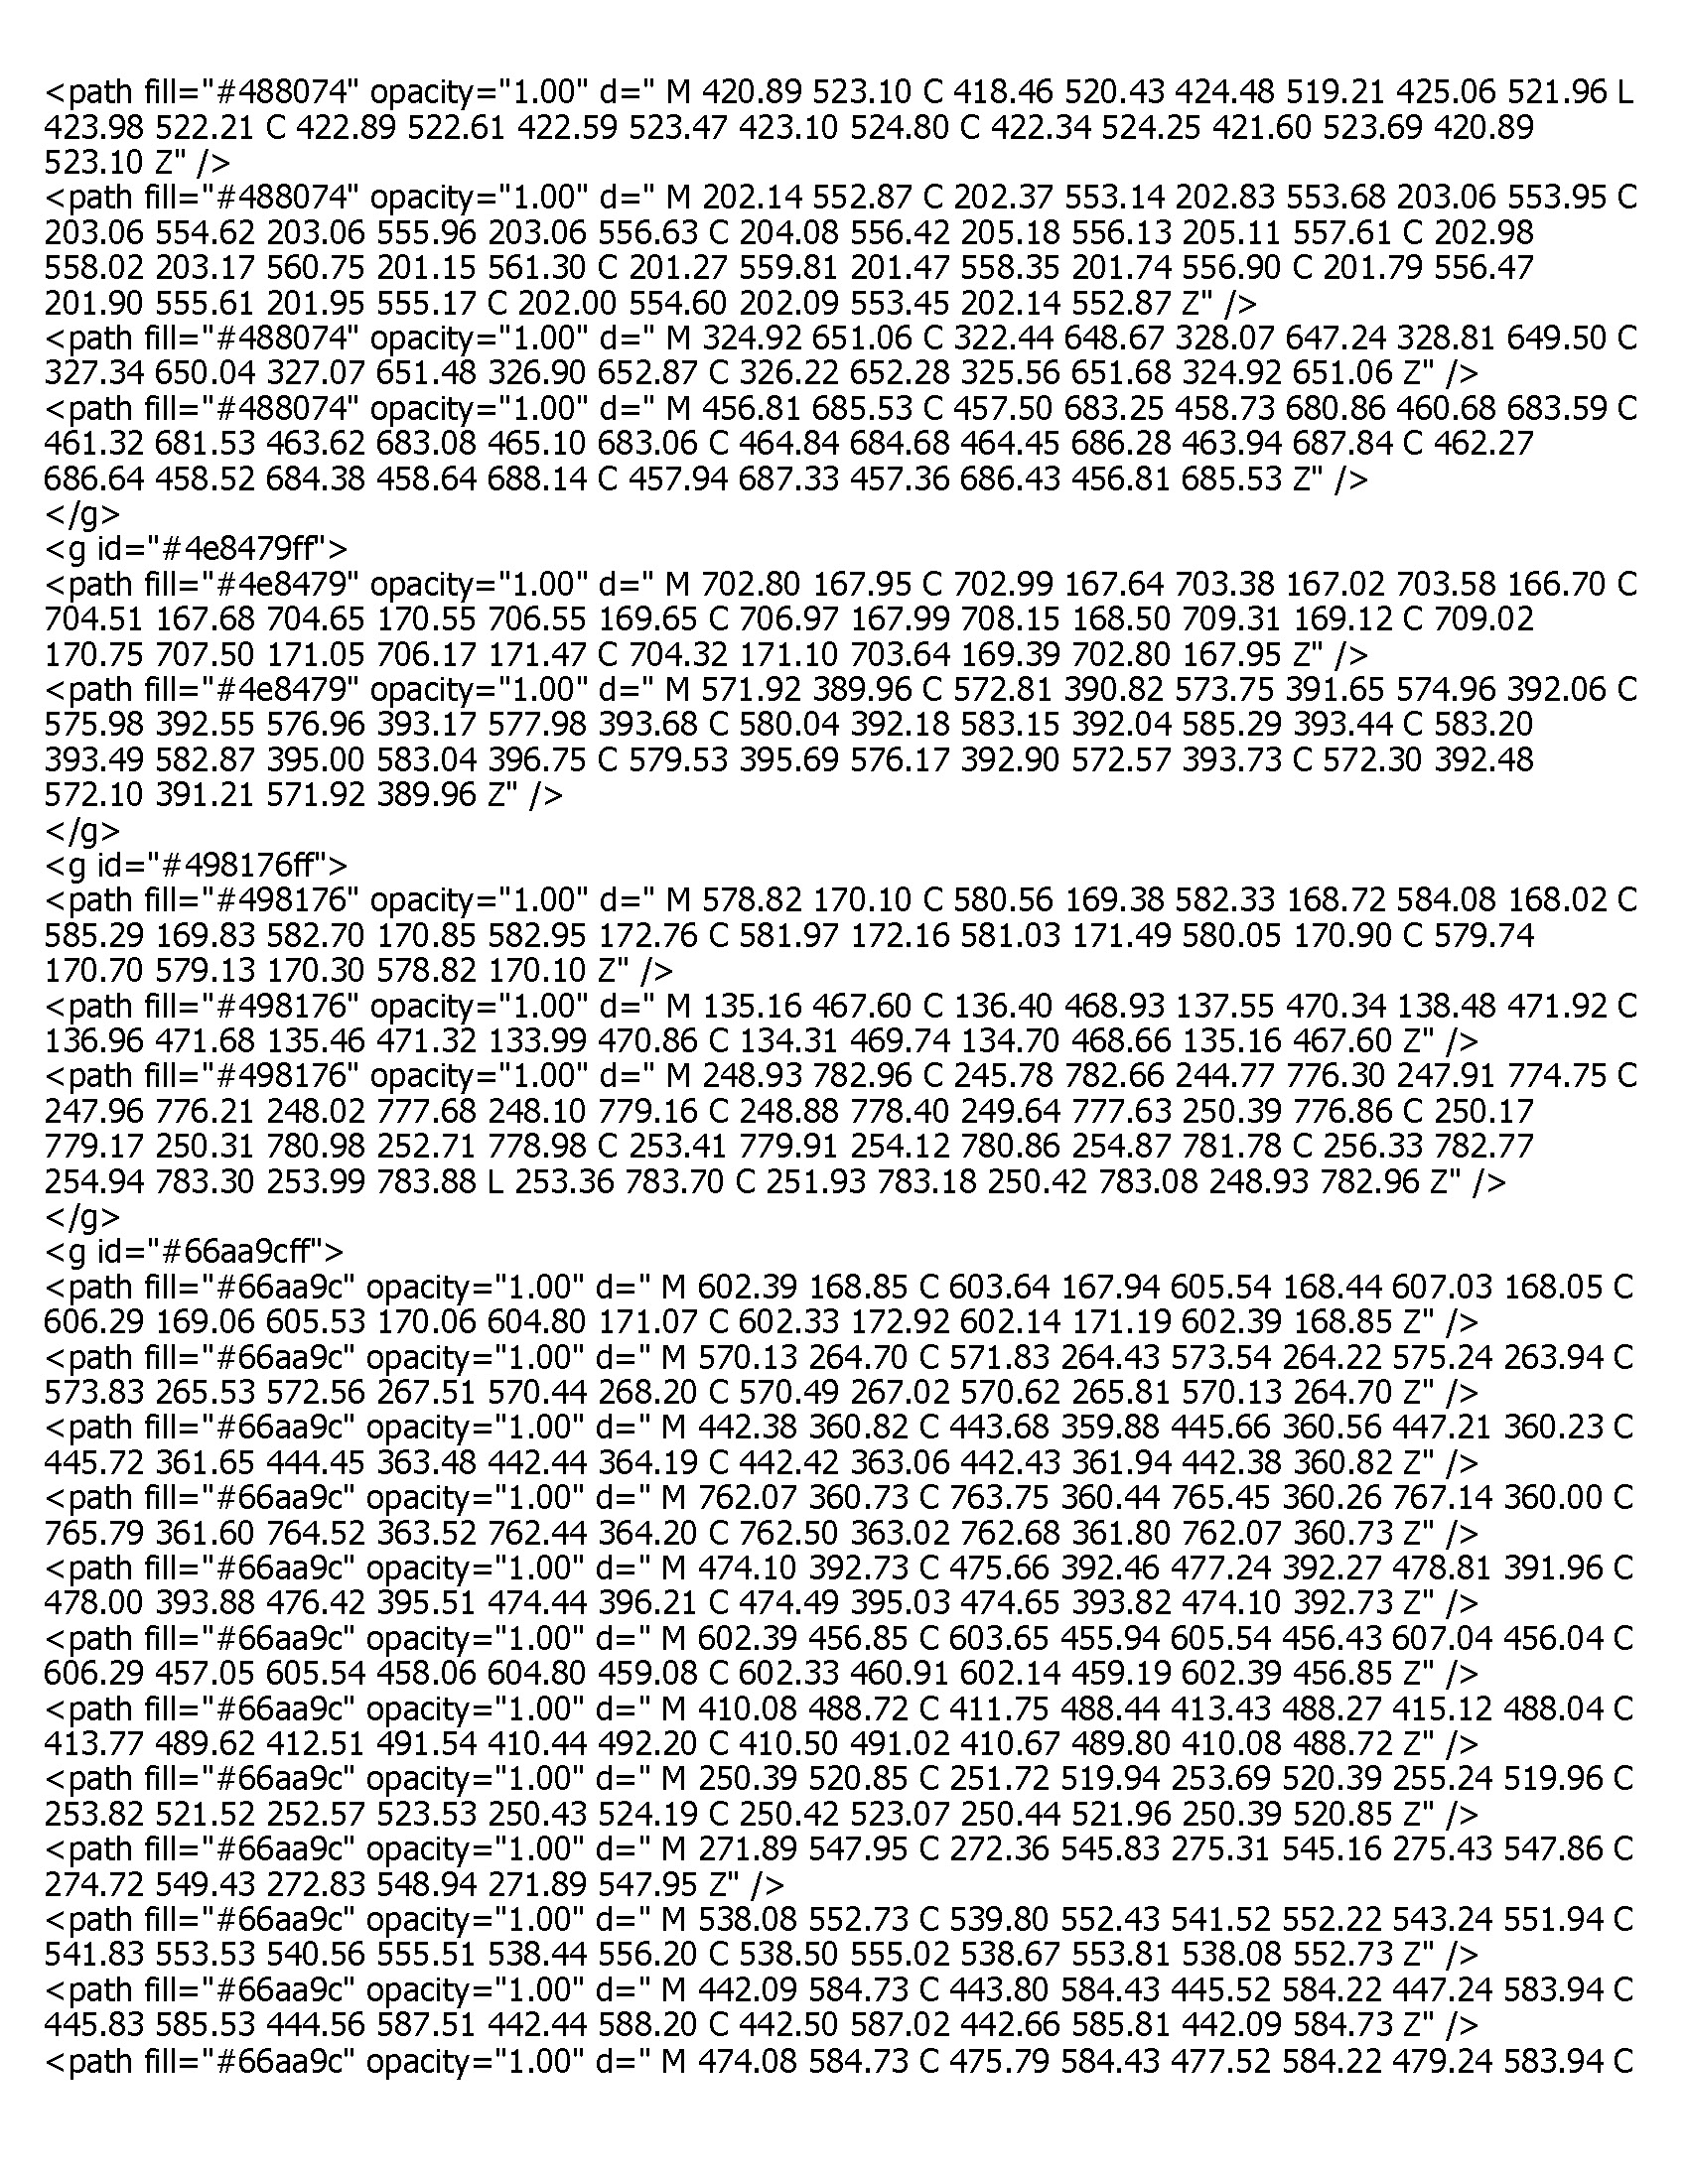 <path fill="#488074" opacity="1.00" d=" M 420.89 523.10 C 418.46 520.43 424.48 519.21 425.06 521.96 L
423.98 522.21 C 422.89 522.61 422.59 523.47 423.10 524.80 C 422.34 524.25 421.60 523.69 420.89
523.10 Z" />
<path fill="#488074" opacity="1.00" d=" M 202.14 552.87 C 202.37 553.14 202.83 553.68 203.06 553.95 C
203.06 554.62 203.06 555.96 203.06 556.63 C 204.08 556.42 205.18 556.13 205.11 557.61 C 202.98
558.02 203.17 560.75 201.15 561.30 C 201.27 559.81 201.47 558.35 201.74 556.90 C 201.79 556.47
201.90 555.61 201.95 555.17 C 202.00 554.60 202.09 553.45 202.14 552.87 Z" />
<path fill="#488074" opacity="1.00" d=" M 324.92 651.06 C 322.44 648.67 328.07 647.24 328.81 649.50 C
327.34 650.04 327.07 651.48 326.90 652.87 C 326.22 652.28 325.56 651.68 324.92 651.06 Z" />
<path fill="#488074" opacity="1.00" d=" M 456.81 685.53 C 457.50 683.25 458.73 680.86 460.68 683.59 C
461.32 681.53 463.62 683.08 465.10 683.06 C 464.84 684.68 464.45 686.28 463.94 687.84 C 462.27
686.64 458.52 684.38 458.64 688.14 C 457.94 687.33 457.36 686.43 456.81 685.53 Z" />
</g>
<g id="#4e8479ff">
<path fill="#4e8479" opacity="1.00" d=" M 702.80 167.95 C 702.99 167.64 703.38 167.02 703.58 166.70 C
704.51 167.68 704.65 170.55 706.55 169.65 C 706.97 167.99 708.15 168.50 709.31 169.12 C 709.02
170.75 707.50 171.05 706.17 171.47 C 704.32 171.10 703.64 169.39 702.80 167.95 Z" />
<path fill="#4e8479" opacity="1.00" d=" M 571.92 389.96 C 572.81 390.82 573.75 391.65 574.96 392.06 C
575.98 392.55 576.96 393.17 577.98 393.68 C 580.04 392.18 583.15 392.04 585.29 393.44 C 583.20
393.49 582.87 395.00 583.04 396.75 C 579.53 395.69 576.17 392.90 572.57 393.73 C 572.30 392.48
572.10 391.21 571.92 389.96 Z" />
</g>
<g id="#498176ff">
<path fill="#498176" opacity="1.00" d=" M 578.82 170.10 C 580.56 169.38 582.33 168.72 584.08 168.02 C
585.29 169.83 582.70 170.85 582.95 172.76 C 581.97 172.16 581.03 171.49 580.05 170.90 C 579.74
170.70 579.13 170.30 578.82 170.10 Z" />
<path fill="#498176" opacity="1.00" d=" M 135.16 467.60 C 136.40 468.93 137.55 470.34 138.48 471.92 C
136.96 471.68 135.46 471.32 133.99 470.86 C 134.31 469.74 134.70 468.66 135.16 467.60 Z" />
<path fill="#498176" opacity="1.00" d=" M 248.93 782.96 C 245.78 782.66 244.77 776.30 247.91 774.75 C
247.96 776.21 248.02 777.68 248.10 779.16 C 248.88 778.40 249.64 777.63 250.39 776.86 C 250.17
779.17 250.31 780.98 252.71 778.98 C 253.41 779.91 254.12 780.86 254.87 781.78 C 256.33 782.77
254.94 783.30 253.99 783.88 L 253.36 783.70 C 251.93 783.18 250.42 783.08 248.93 782.96 Z" />
</g>
<g id="#66aa9cff">
<path fill="#66aa9c" opacity="1.00" d=" M 602.39 168.85 C 603.64 167.94 605.54 168.44 607.03 168.05 C
606.29 169.06 605.53 170.06 604.80 171.07 C 602.33 172.92 602.14 171.19 602.39 168.85 Z" />
<path fill="#66aa9c" opacity="1.00" d=" M 570.13 264.70 C 571.83 264.43 573.54 264.22 575.24 263.94 C
573.83 265.53 572.56 267.51 570.44 268.20 C 570.49 267.02 570.62 265.81 570.13 264.70 Z" />
<path fill="#66aa9c" opacity="1.00" d=" M 442.38 360.82 C 443.68 359.88 445.66 360.56 447.21 360.23 C
445.72 361.65 444.45 363.48 442.44 364.19 C 442.42 363.06 442.43 361.94 442.38 360.82 Z" />
<path fill="#66aa9c" opacity="1.00" d=" M 762.07 360.73 C 763.75 360.44 765.45 360.26 767.14 360.00 C
765.79 361.60 764.52 363.52 762.44 364.20 C 762.50 363.02 762.68 361.80 762.07 360.73 Z" />
<path fill="#66aa9c" opacity="1.00" d=" M 474.10 392.73 C 475.66 392.46 477.24 392.27 478.81 391.96 C
478.00 393.88 476.42 395.51 474.44 396.21 C 474.49 395.03 474.65 393.82 474.10 392.73 Z" />
<path fill="#66aa9c" opacity="1.00" d=" M 602.39 456.85 C 603.65 455.94 605.54 456.43 607.04 456.04 C
606.29 457.05 605.54 458.06 604.80 459.08 C 602.33 460.91 602.14 459.19 602.39 456.85 Z" />
<path fill="#66aa9c" opacity="1.00" d=" M 410.08 488.72 C 411.75 488.44 413.43 488.27 415.12 488.04 C
413.77 489.62 412.51 491.54 410.44 492.20 C 410.50 491.02 410.67 489.80 410.08 488.72 Z" />
<path fill="#66aa9c" opacity="1.00" d=" M 250.39 520.85 C 251.72 519.94 253.69 520.39 255.24 519.96 C
253.82 521.52 252.57 523.53 250.43 524.19 C 250.42 523.07 250.44 521.96 250.39 520.85 Z" />
<path fill="#66aa9c" opacity="1.00" d=" M 271.89 547.95 C 272.36 545.83 275.31 545.16 275.43 547.86 C
274.72 549.43 272.83 548.94 271.89 547.95 Z" />
<path fill="#66aa9c" opacity="1.00" d=" M 538.08 552.73 C 539.80 552.43 541.52 552.22 543.24 551.94 C
541.83 553.53 540.56 555.51 538.44 556.20 C 538.50 555.02 538.67 553.81 538.08 552.73 Z" />
<path fill="#66aa9c" opacity="1.00" d=" M 442.09 584.73 C 443.80 584.43 445.52 584.22 447.24 583.94 C
445.83 585.53 444.56 587.51 442.44 588.20 C 442.50 587.02 442.66 585.81 442.09 584.73 Z" />
<path fill="#66aa9c" opacity="1.00" d=" M 474.08 584.73 C 475.79 584.43 477.52 584.22 479.24 583.94 C